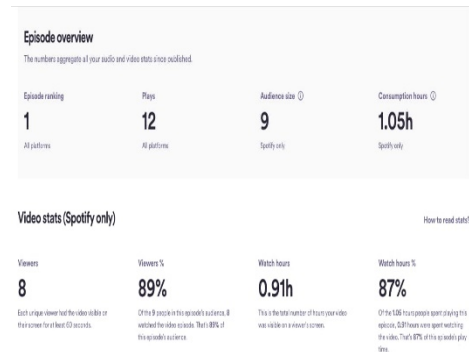 Episode overview
The numbers aggregate all your audio and video stats since published.
Episode ranking
1
All platforms
Plays
12
All platforms
Audience size ⓘ
9
Spotify only
Consumption hours ⓘ
1.05h
Spotify only
Video stats (Spotify only)
How to read stats?
Viewers
8
Each unique viewer had the video visible on
their screen for at least 60 seconds.
Viewers %
89%
Of the 9 people in this episode's audience, 8
watched the video episode. That's 89% of
this episode's audience.
Watch hours
0.91h
This is the total number of hours your video
was visible on a viewer's screen.
Watch hours %
87%
Of the 1.05 hours people spent playing this
episode, 0.91 hours were spent watching
the video. That's 87% of this episode's play
time.